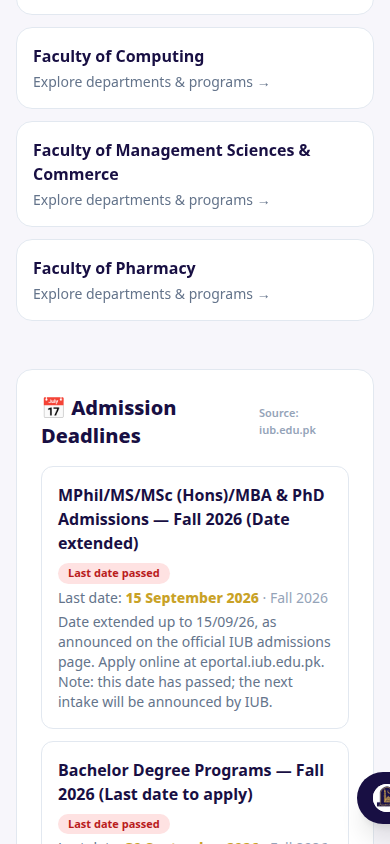 Faculty of Computing
Explore departments & programs →
Faculty of Management Sciences &
Commerce
Explore departments & programs →
Faculty of Pharmacy
Explore departments & programs →
📅 Admission
Deadlines
Source:
iub.edu.pk
MPhil/MS/MSc (Hons)/MBA & PhD
Admissions — Fall 2026 (Date
extended)
Last date passed
Last date: 15 September 2026 · Fall 2026
Date extended up to 15/09/26, as
announced on the official IUB admissions
page. Apply online at eportal.iub.edu.pk.
Note: this date has passed; the next
intake will be announced by IUB.
Bachelor Degree Programs — Fall
2026 (Last date to apply)
Last date passed